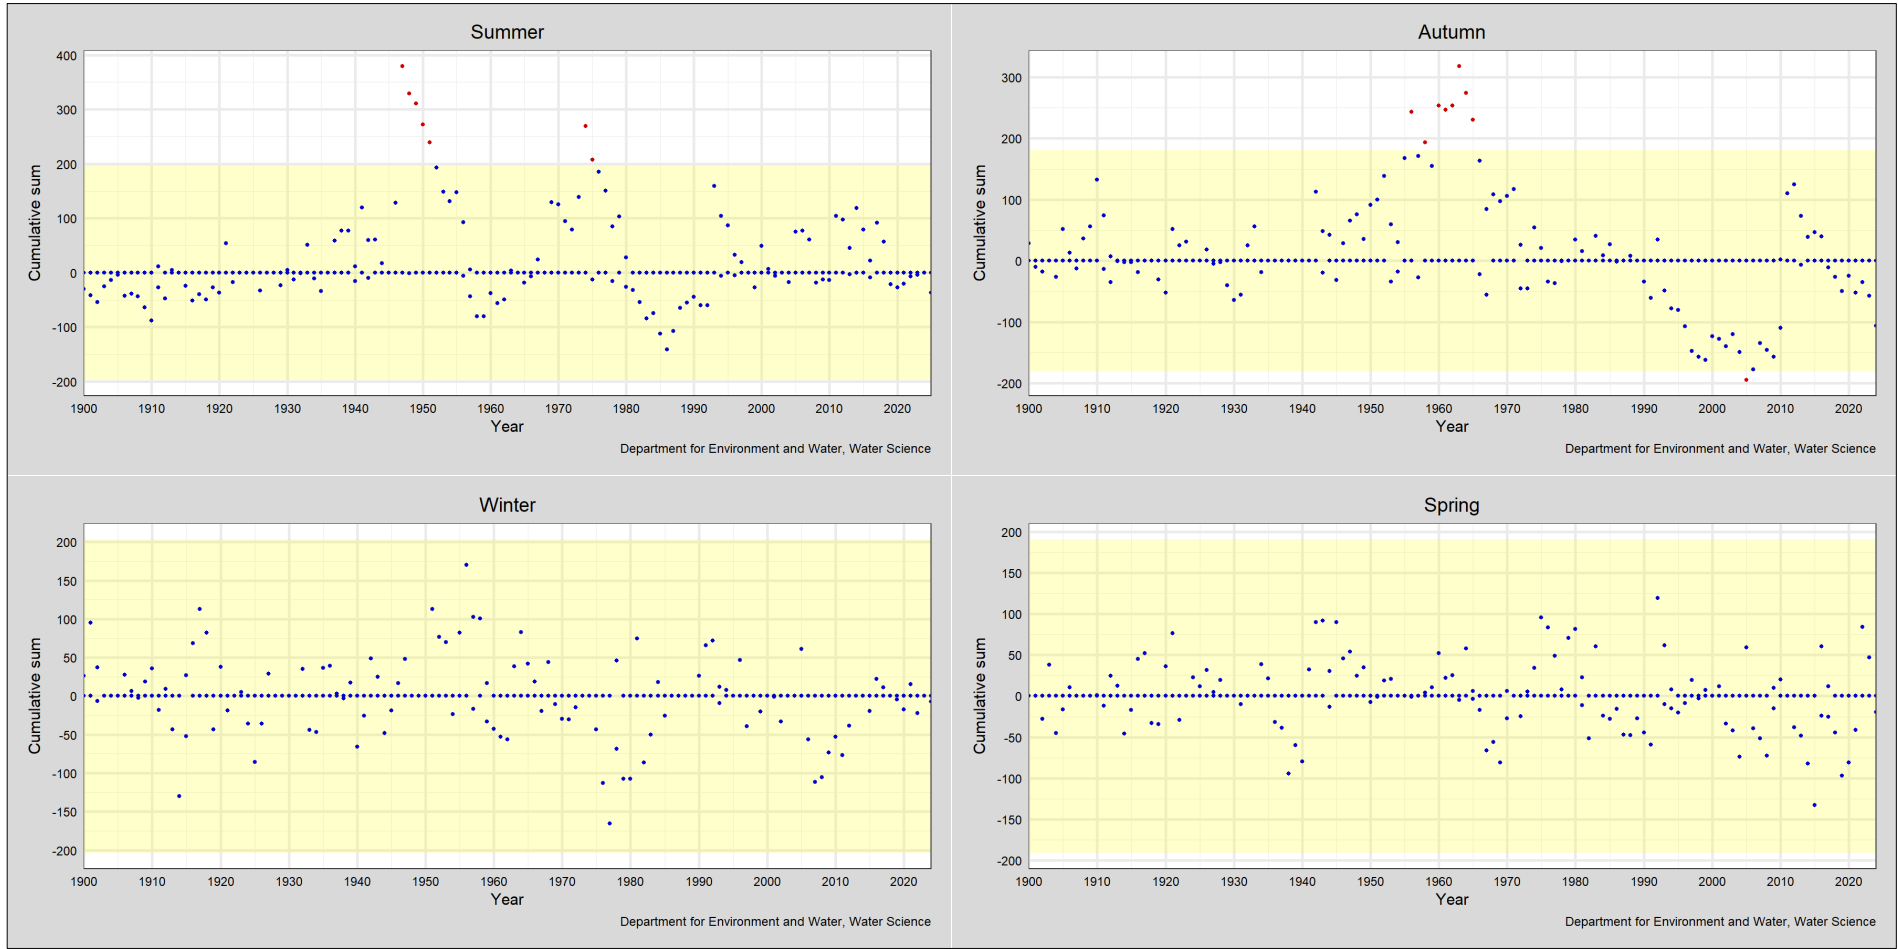 Summer
Cumulative sum
400
300
200
100
0
-100
-200
1900 1910 1920 1930 1940 1950 1960 1970 1980 1990 2000 2010 2020
Year
Department for Environment and Water, Water Science
Autumn
Cumulative sum
300
200
100
0
-100
-200
1900 1910 1920 1930 1940 1950 1960 1970 1980 1990 2000 2010 2020
Year
Department for Environment and Water, Water Science
Winter
Cumulative sum
200
150
100
50
0
-50
-100
-150
-200
1900 1910 1920 1930 1940 1950 1960 1970 1980 1990 2000 2010 2020
Year
Department for Environment and Water, Water Science
Spring
Cumulative sum
200
150
100
50
0
-50
-100
-150
-200
1900 1910 1920 1930 1940 1950 1960 1970 1980 1990 2000 2010 2020
Year
Department for Environment and Water, Water Science